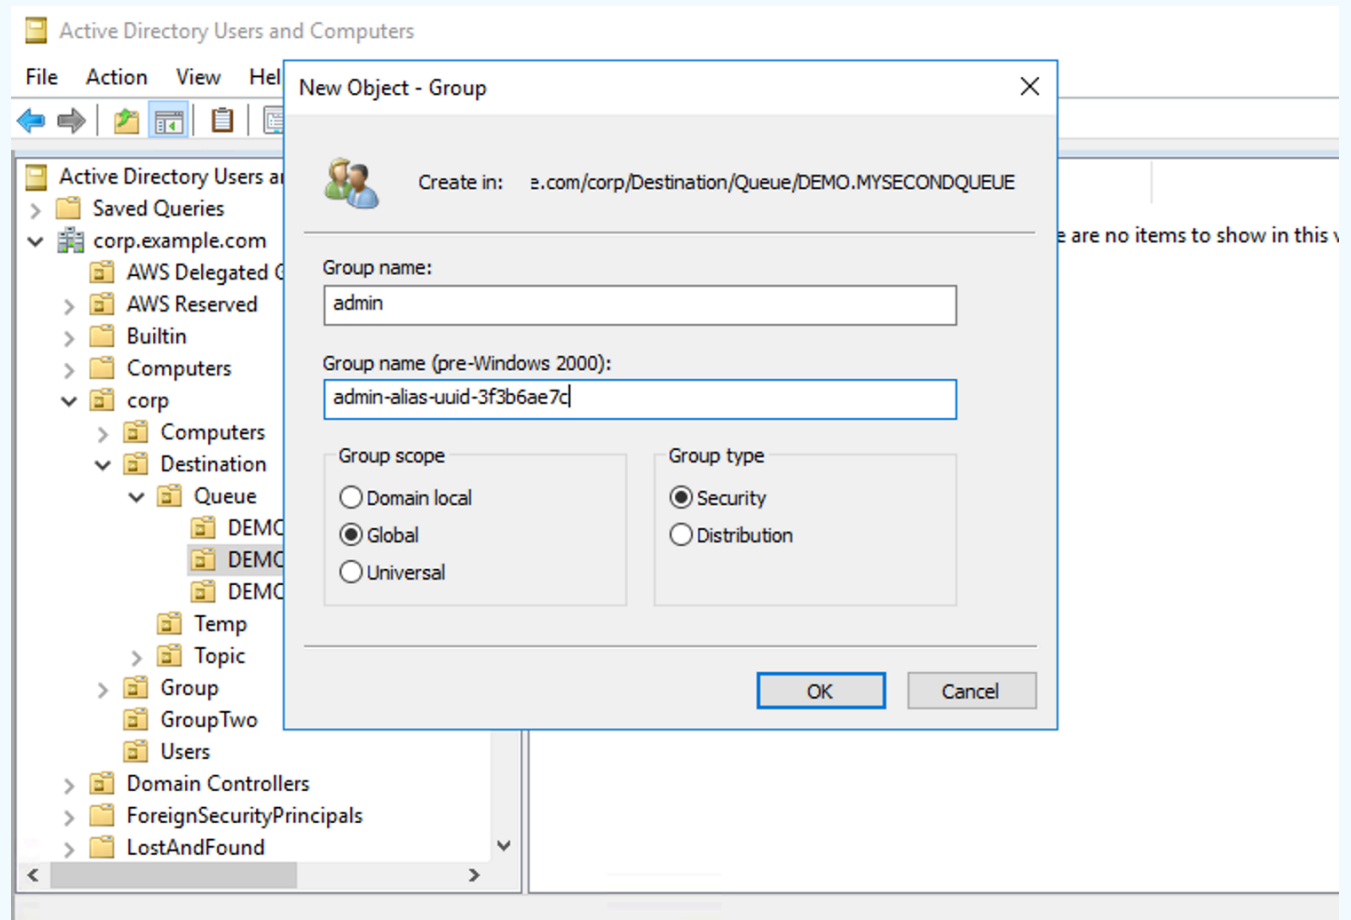 Active Directory Users and Computers
File Action View Hel
New Object - Group
Create in: e.com/corp/Destination/Queue/DEMO.MYSECONDQUEUE
Active Directory Users a
Saved Queries
corp.example.com
e are no items to show in this v
AWS Delegated
AWS Reserved
Builtin
Computers
corp
Computers
Destination
Queue
DEMO
DEMO
DEMO
Temp
Topic
Group
GroupTwo
Users
Domain Controllers
ForeignSecurityPrincipals
LostAndFound
Group name:
admin
Group name (pre-Windows 2000):
admin-alias-uuid-3f3b6ae7c
Group scope
Domain local
Global
Universal
Group type
Security
Distribution
OK Cancel